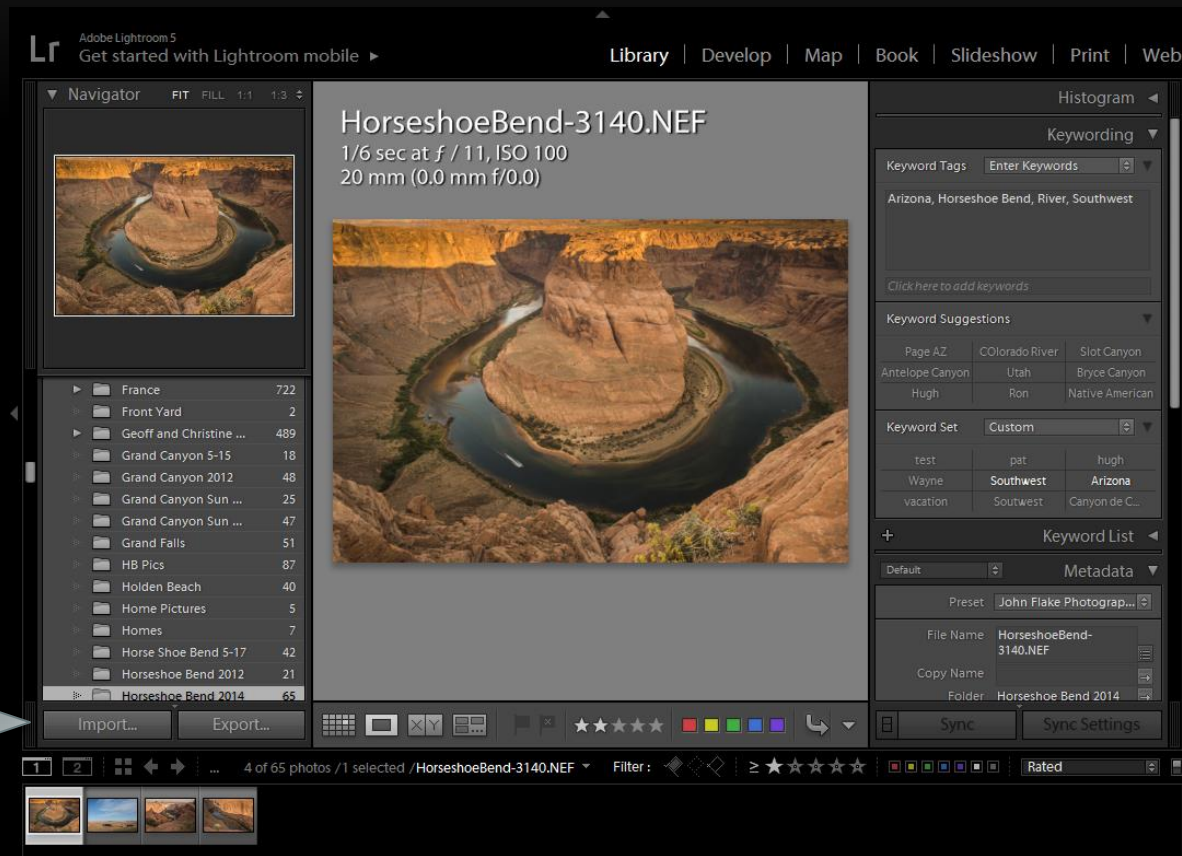 Lr
Adobe Lightroom 5
Get started with Lightroom mobile
Library | Develop | Map | Book | Slideshow | Print | Web
Navigator FIT FILL 1:1 1:3
France 722
Front Yard 2
Geoff and Christine ... 489
Grand Canyon 5-15 18
Grand Canyon 2012 48
Grand Canyon Sun ... 25
Grand Canyon Sun ... 47
Grand Falls 51
HB Pics 87
Holden Beach 40
Home Pictures 5
Homes 7
Horse Shoe Bend 5-17 42
Horseshoe Bend 2012 21
Horseshoe Bend 2014 65
Import... Export...
HorseshoeBend-3140.NEF
1/6 sec at ƒ / 11, ISO 100
20 mm (0.0 mm f/0.0)
Histogram
Keywording
Keyword Tags Enter Keywords
Arizona, Horseshoe Bend, River, Southwest
Click here to add keywords
Keyword Suggestions
Page AZ COlorado River Slot Canyon
Antelope Canyon Utah Bryce Canyon
Hugh Ron Native American
Keyword Set Custom
test pat hugh
Wayne Southwest Arizona
vacation Soutwest Canyon de C...
+ Keyword List
Default Metadata
Preset John Flake Photograp...
File Name HorseshoeBend-
3140.NEF
Copy Name
Folder Horseshoe Bend 2014
Sync Sync Settings
X Y
1 2 ... 4 of 65 photos /1 selected /HorseshoeBend-3140.NEF Filter : ≥ Rated